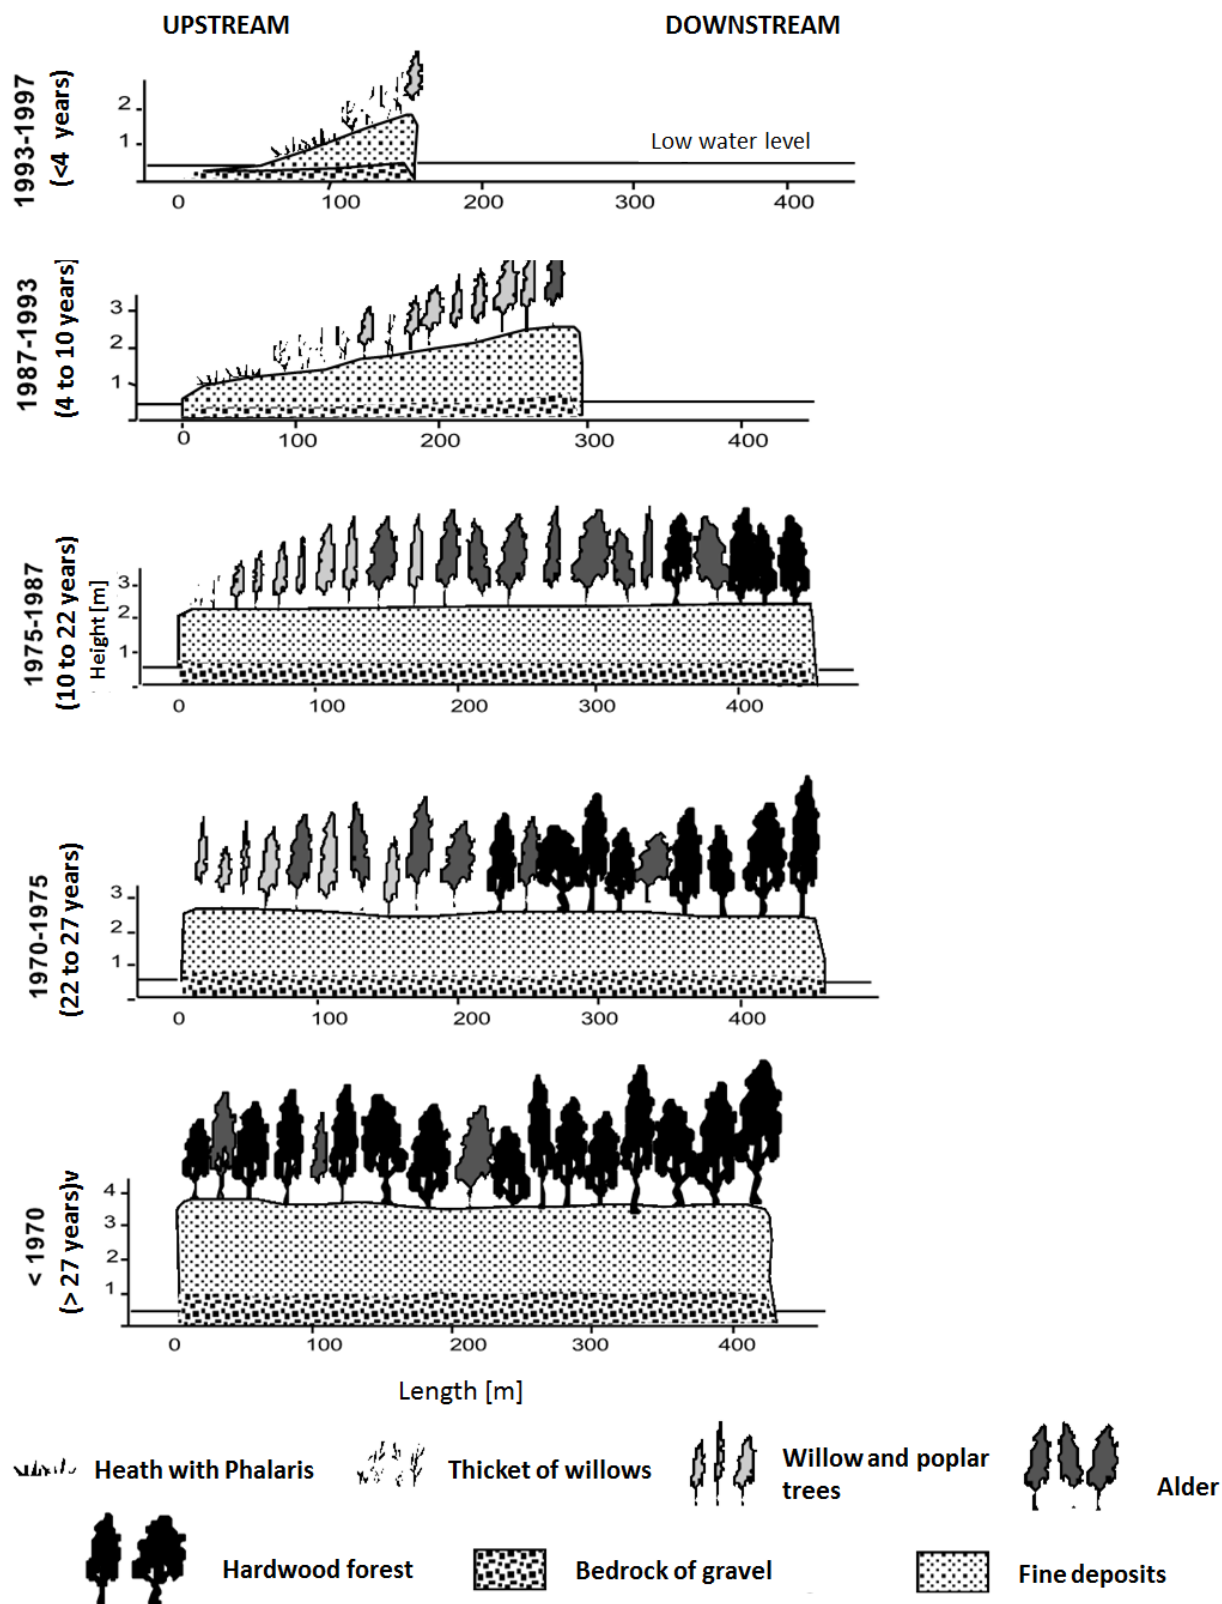 UPSTREAM DOWNSTREAM
1993-1997
(<4 years)
2
1
Low water level
0 100 200 300 400
1987-1993
(4 to 10 years)
3
2
1
0 100 200 300 400
1975-1987
(10 to 22 years)
Height [m]
3
2
1
0 100 200 300 400
1970-1975
(22 to 27 years)
3
2
1
0 100 200 300 400
< 1970
(> 27 years)v
4
3
2
1
0 100 200 300 400
Length [m]
Heath with Phalaris
Thicket of willows
Willow and poplar
trees
Alder
Hardwood forest
Bedrock of gravel
Fine deposits